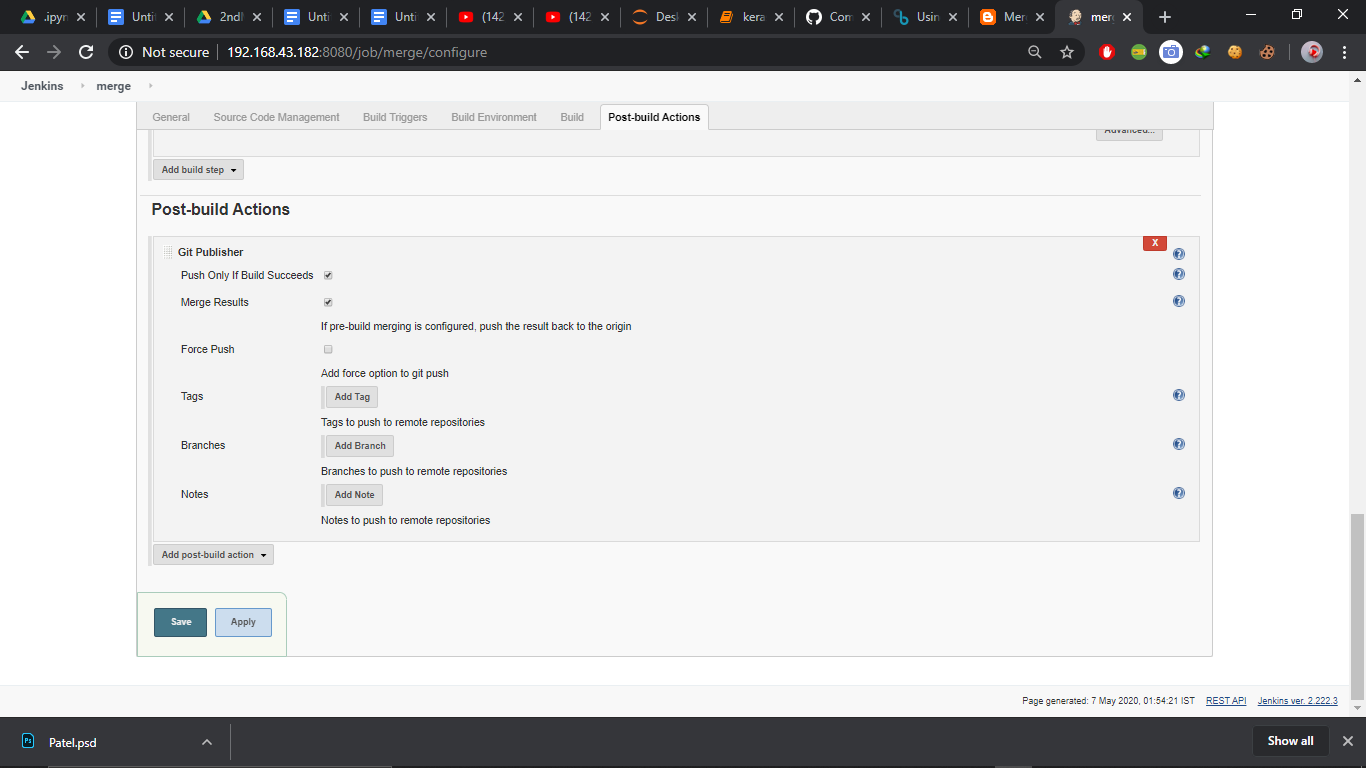 .ipyn Untit 2ndl Unti Unti (142 (142 Desl kera Com Usin Mer mer
Not secure 192.168.43.182:8080/job/merge/configure
Jenkins merge
General Source Code Management Build Triggers Build Environment Build Post-build Actions
Advanced...
Add build step
Post-build Actions
X
Git Publisher
Push Only If Build Succeeds
Merge Results
If pre-build merging is configured, push the result back to the origin
Force Push
Add force option to git push
Tags Add Tag
Tags to push to remote repositories
Branches Add Branch
Branches to push to remote repositories
Notes Add Note
Notes to push to remote repositories
Add post-build action
Save Apply
Page generated: 7 May 2020, 01:54:21 IST REST API Jenkins ver. 2.222.3
Ps Patel.psd Show all